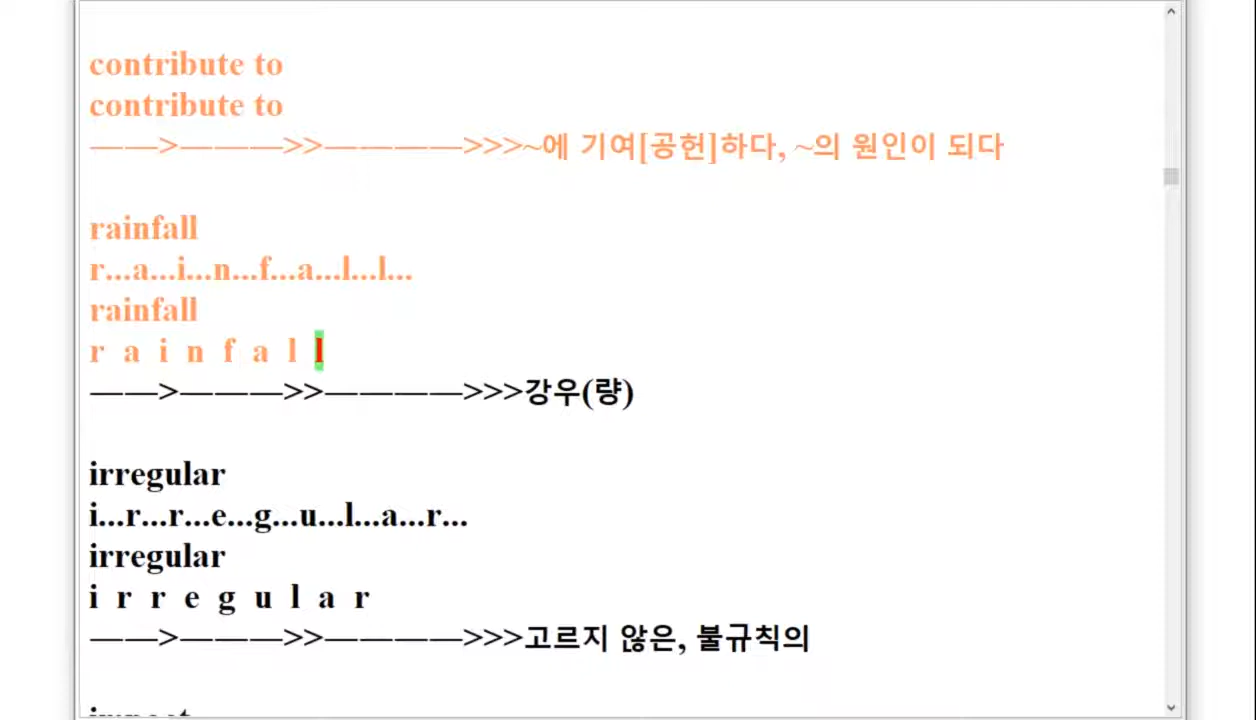 contribute to
contribute to
——>———>>————>>>~에 기여[공헌]하다, ~의 원인이 되다
rainfall
r...a...i...n...f...a...l...l...
rainfall
r a i n f a l l
——>———>>————>>>강우(량)
irregular
i...r...r...e...g...u...l...a...r...
irregular
i r r e g u l a r
——>———>>————>>>고르지 않은, 불규칙의